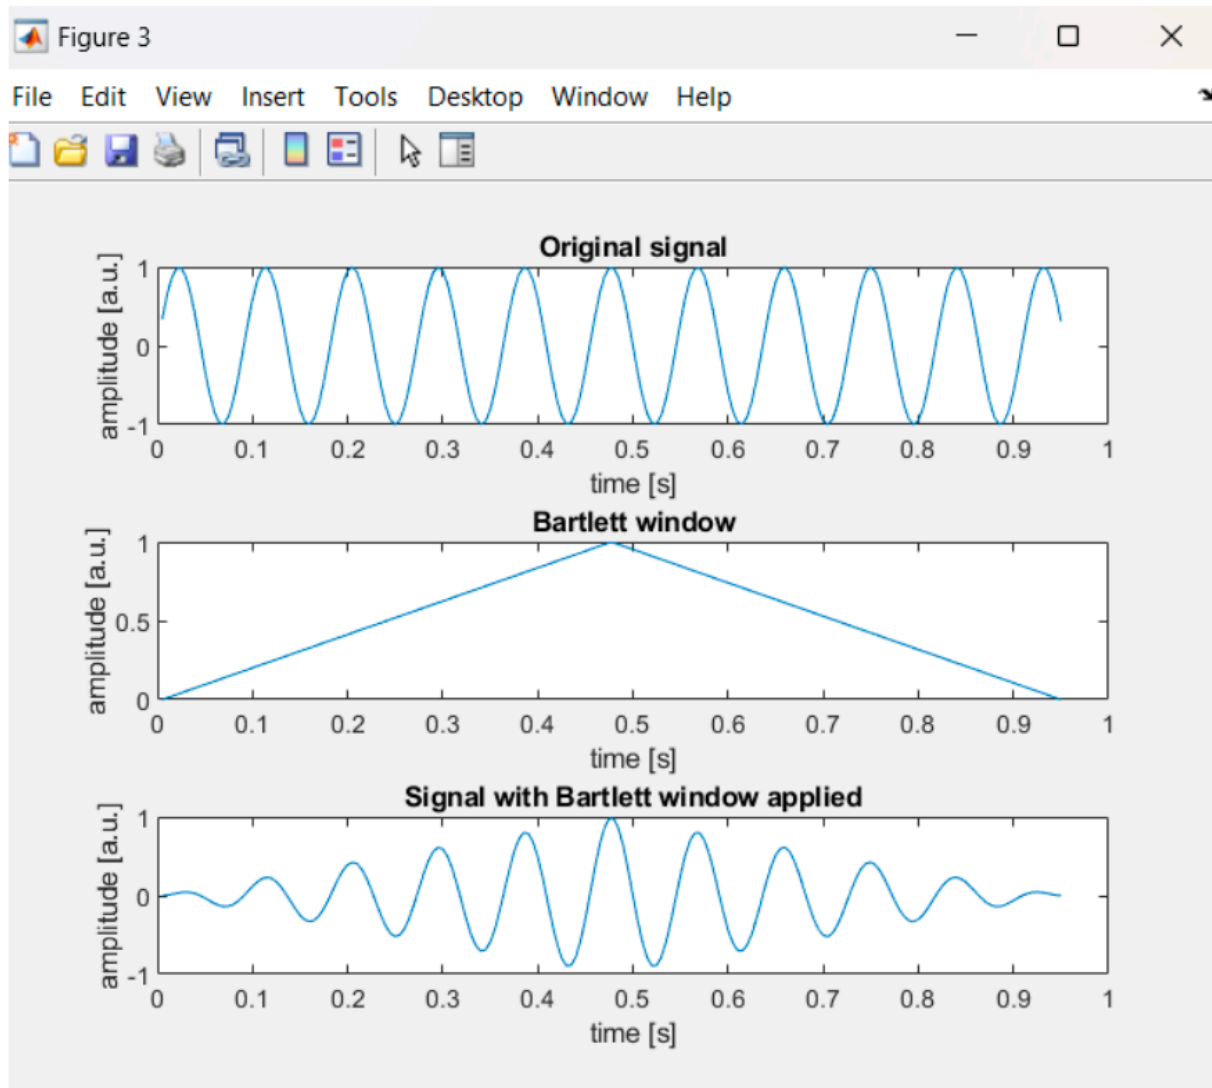 Figure 3
File Edit View Insert Tools Desktop Window Help
Original signal
amplitude [a.u.]
1
0
-1
0 0.1 0.2 0.3 0.4 0.5 0.6 0.7 0.8 0.9 1
time [s]
Bartlett window
amplitude [a.u.]
1
0.5
0
0 0.1 0.2 0.3 0.4 0.5 0.6 0.7 0.8 0.9 1
time [s]
Signal with Bartlett window applied
amplitude [a.u.]
1
0
-1
0 0.1 0.2 0.3 0.4 0.5 0.6 0.7 0.8 0.9 1
time [s]